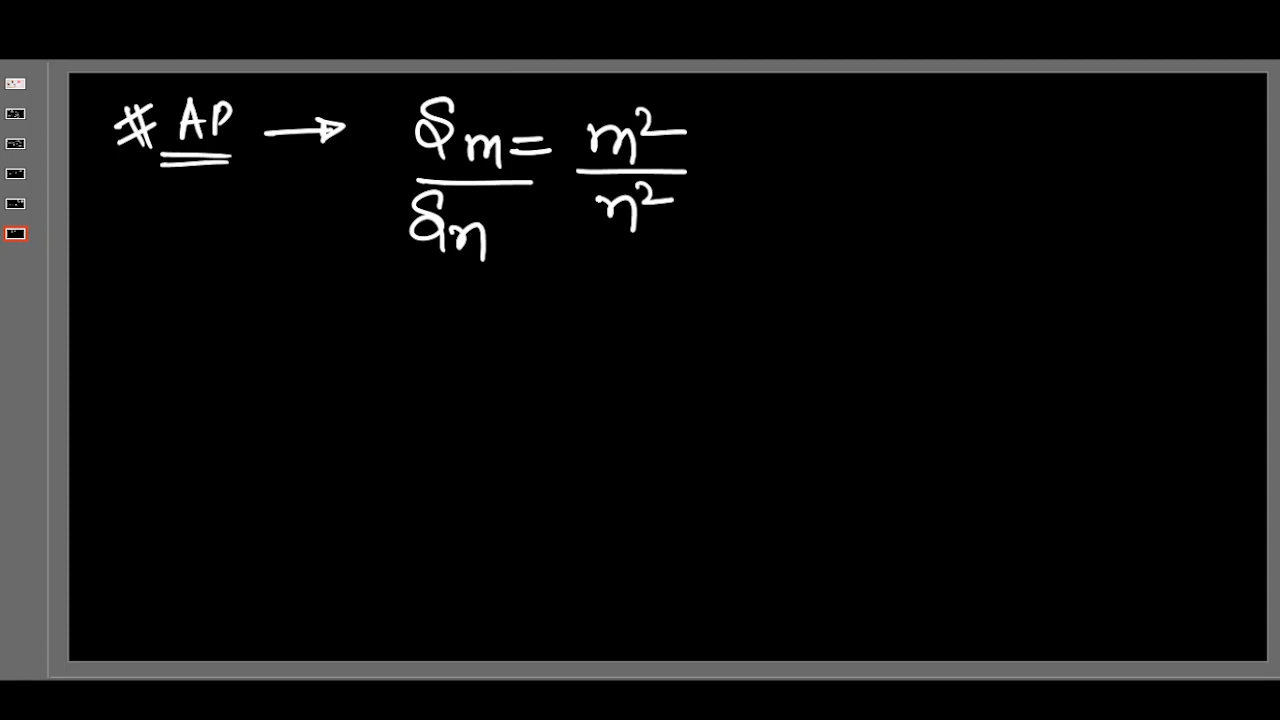 # AP → Sm/Sn = m²/n²